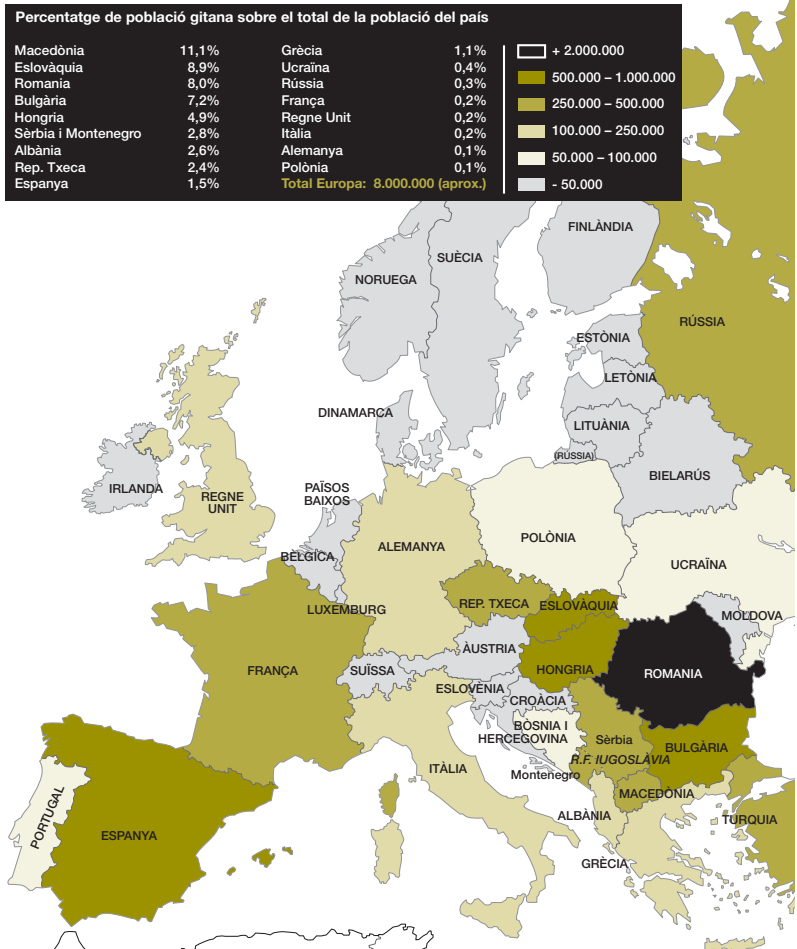 Percentatge de població gitana sobre el total de la població del país
Macedònia 11,1%
Eslovàquia 8,9%
Romania 8,0%
Bulgària 7,2%
Hongria 4,9%
Sèrbia i Montenegro 2,8%
Albània 2,6%
Rep. Txeca 2,4%
Espanya 1,5%
Grècia 1,1%
Ucraïna 0,4%
Rússia 0,3%
França 0,2%
Regne Unit 0,2%
Itàlia 0,2%
Alemanya 0,1%
Polònia 0,1%
Total Europa: 8.000.000 (aprox.)
+ 2.000.000
500.000 – 1.000.000
250.000 – 500.000
100.000 – 250.000
50.000 – 100.000
- 50.000
FINLÀNDIA
SUÈCIA
NORUEGA
RÚSSIA
ESTÒNIA
LETÒNIA
DINAMARCA
LITUÀNIA
(RÚSSIA)
BIELARÚS
IRLANDA
REGNE
UNIT
PAÏSOS
BAIXOS
POLÒNIA
ALEMANYA
BÈLGICA
UCRAÏNA
LUXEMBURG
REP. TXECA
ESLOVÀQUIA
MOLDOVA
ÀUSTRIA
FRANÇA
SUÏSSA
HONGRIA
ROMANIA
ESLOVÈNIA
CROÀCIA
BÒSNIA I
HERCEGOVINA
Sèrbia
BULGÀRIA
R.F. IUGOSLÀVIA
ITÀLIA
Montenegro
MACEDÒNIA
PORTUGAL
ESPANYA
ALBÀNIA
TURQUIA
GRÈCIA